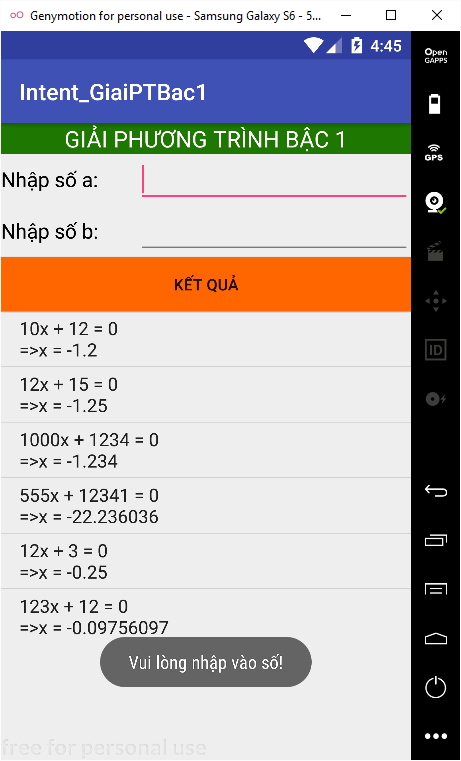 Genymotion for personal use - Samsung Galaxy S6 - 5...
4:45
Open
GAPPS
Intent_GiaiPTBac1
GIẢI PHƯƠNG TRÌNH BẬC 1
GPS
Nhập số a:
Nhập số b:
KẾT QUẢ
10x + 12 = 0
=>x = -1.2
ID
12x + 15 = 0
=>x = -1.25
1000x + 1234 = 0
=>x = -1.234
555x + 12341 = 0
=>x = -22.236036
12x + 3 = 0
=>x = -0.25
123x + 12 = 0
=>x = -0.09756097
Vui lòng nhập vào số!
free for personal use